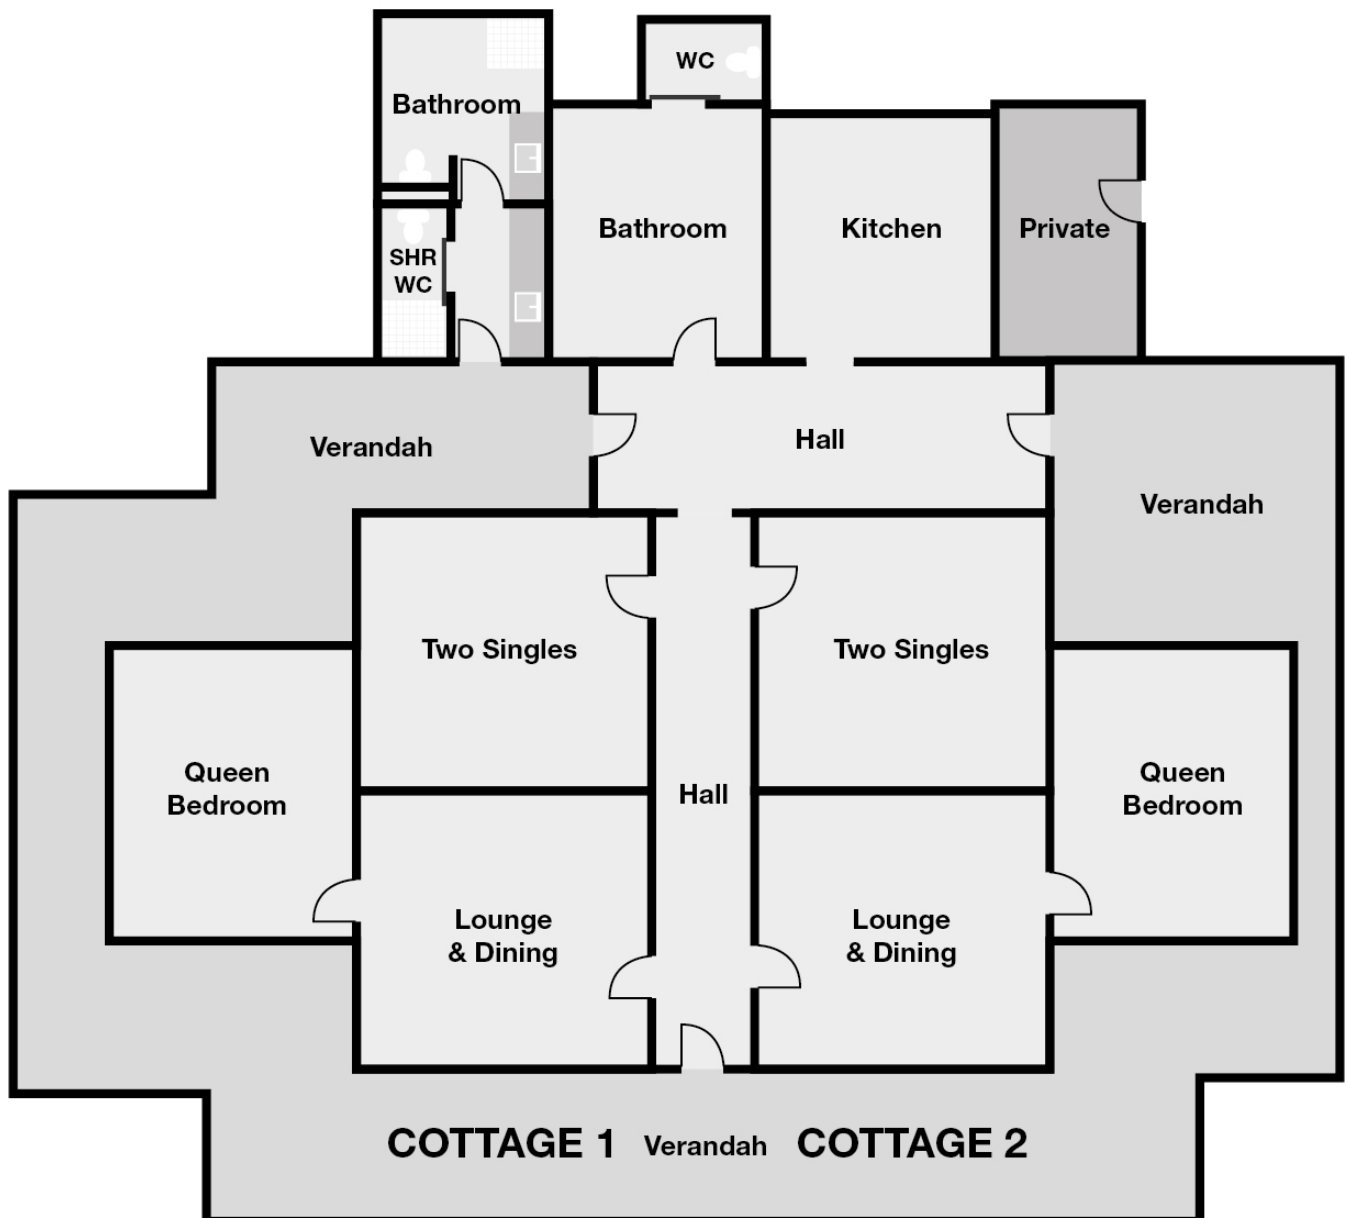 WC
Bathroom
Bathroom
Kitchen
Private
SHR
WC
Verandah
Hall
Verandah
Two Singles
Two Singles
Queen
Bedroom
Hall
Queen
Bedroom
Lounge
& Dining
Lounge
& Dining
COTTAGE 1
Verandah
COTTAGE 2